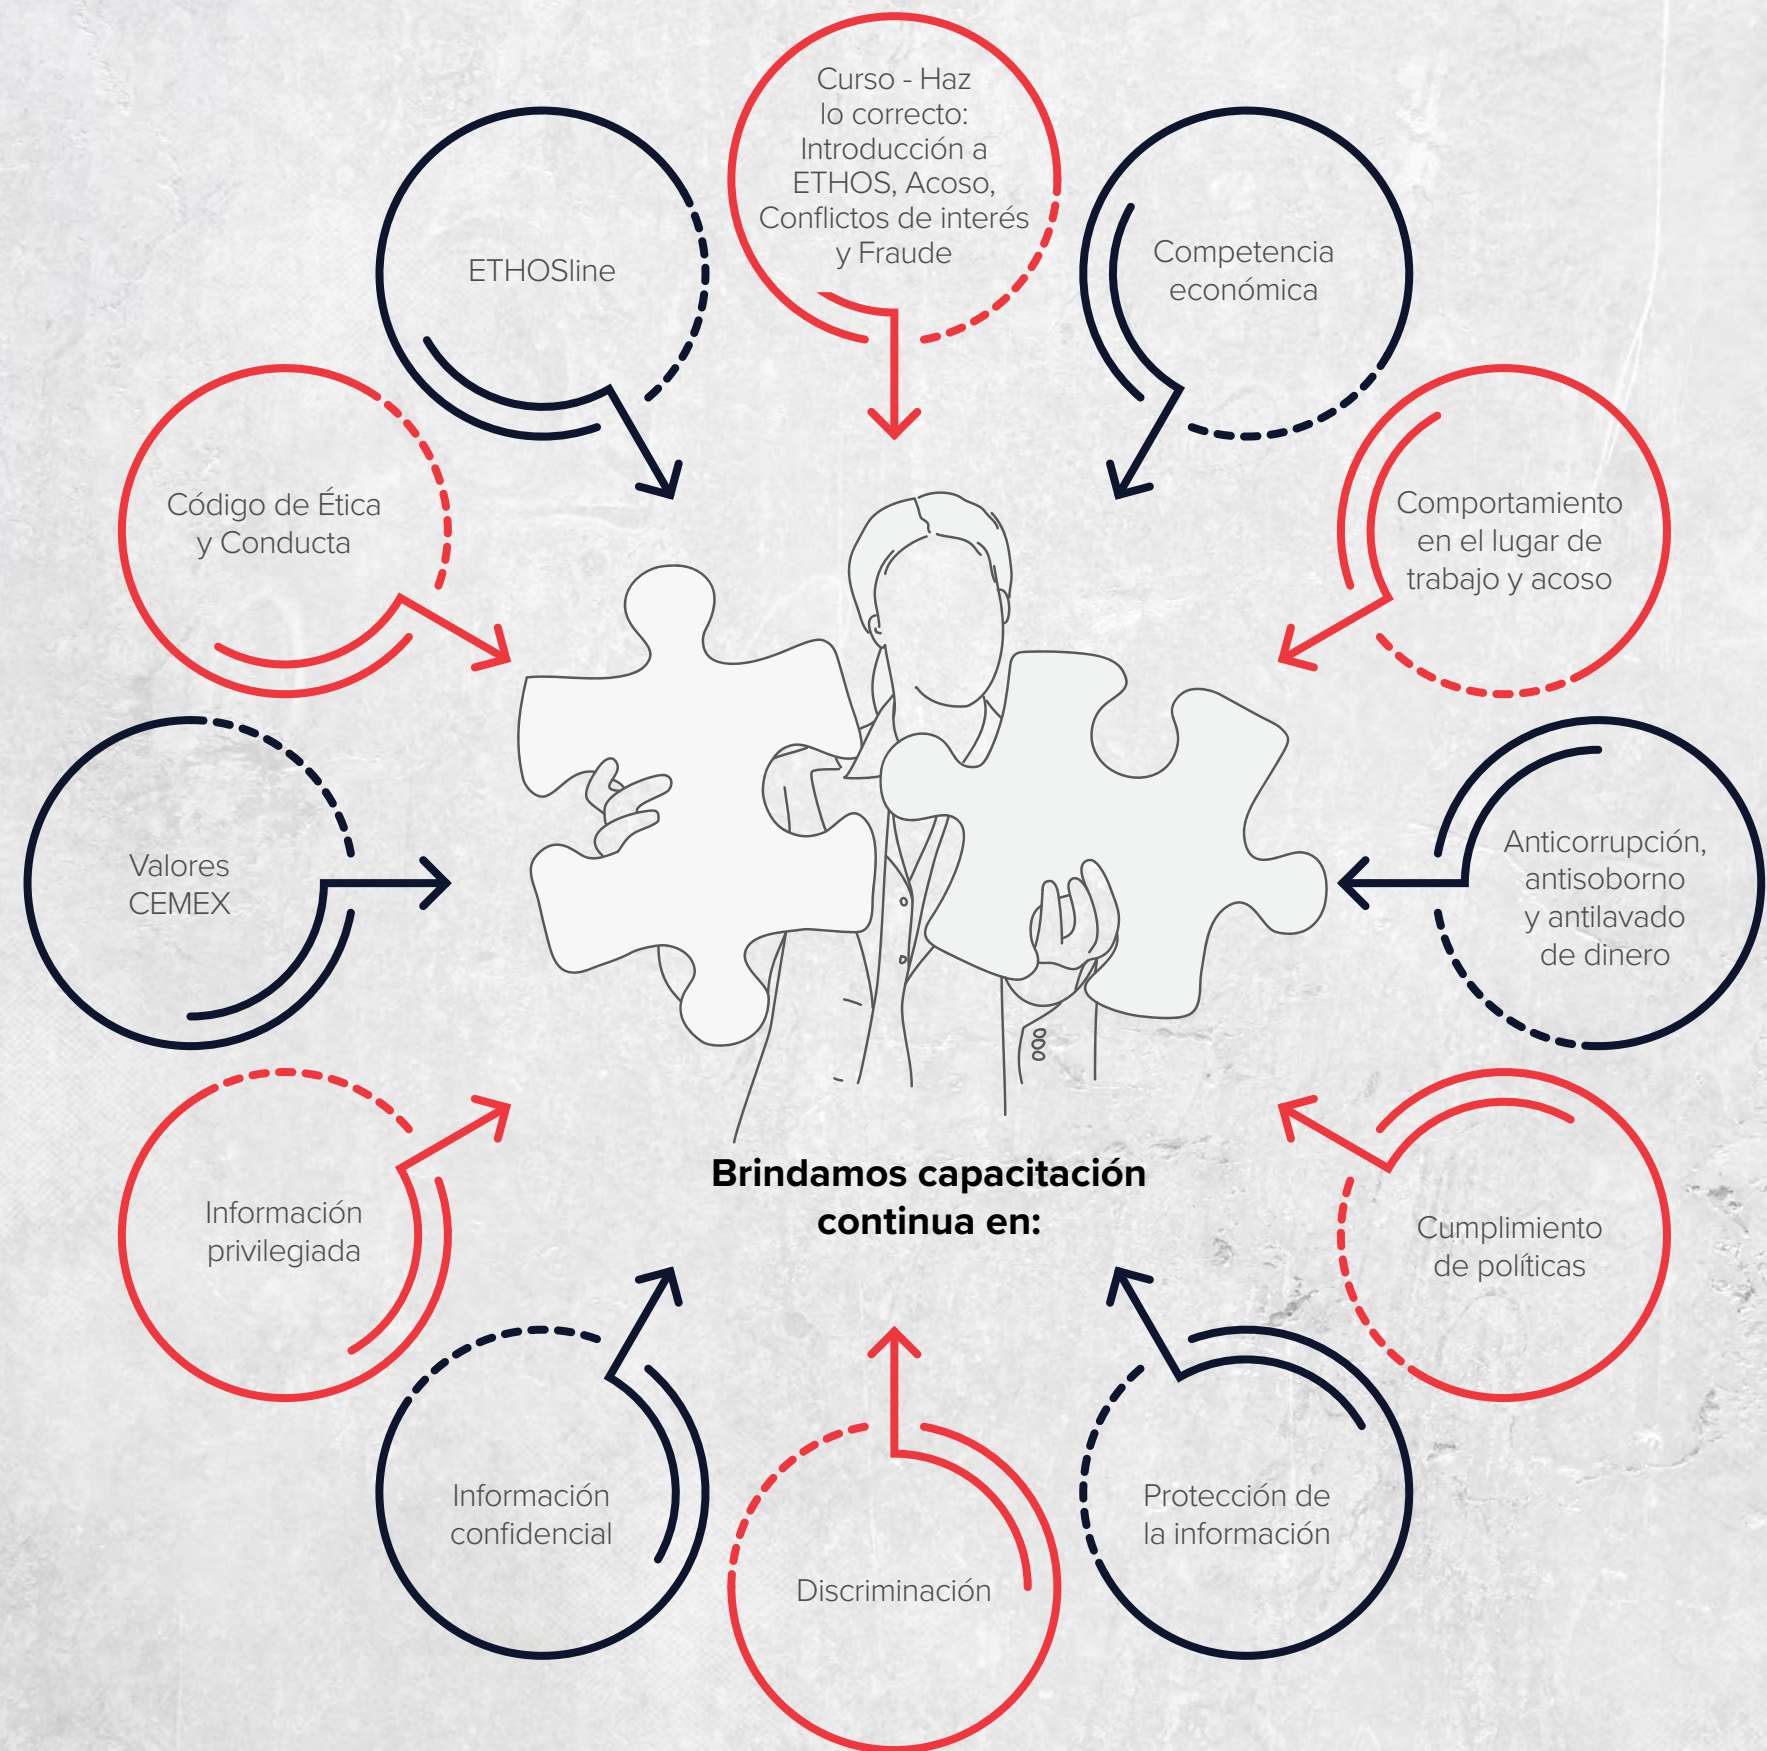 Curso - Haz
lo correcto:
Introducción a
ETHOS, Acoso,
Conflictos de interés
y Fraude
ETHOSline
Competencia
económica
Código de Ética
y Conducta
Comportamiento
en el lugar de
trabajo y acoso
Valores
CEMEX
Anticorrupción,
antisoborno
y antilavado
de dinero
Brindamos capacitación
continua en:
Información
privilegiada
Cumplimiento
de políticas
Información
confidencial
Protección de
la información
Discriminación